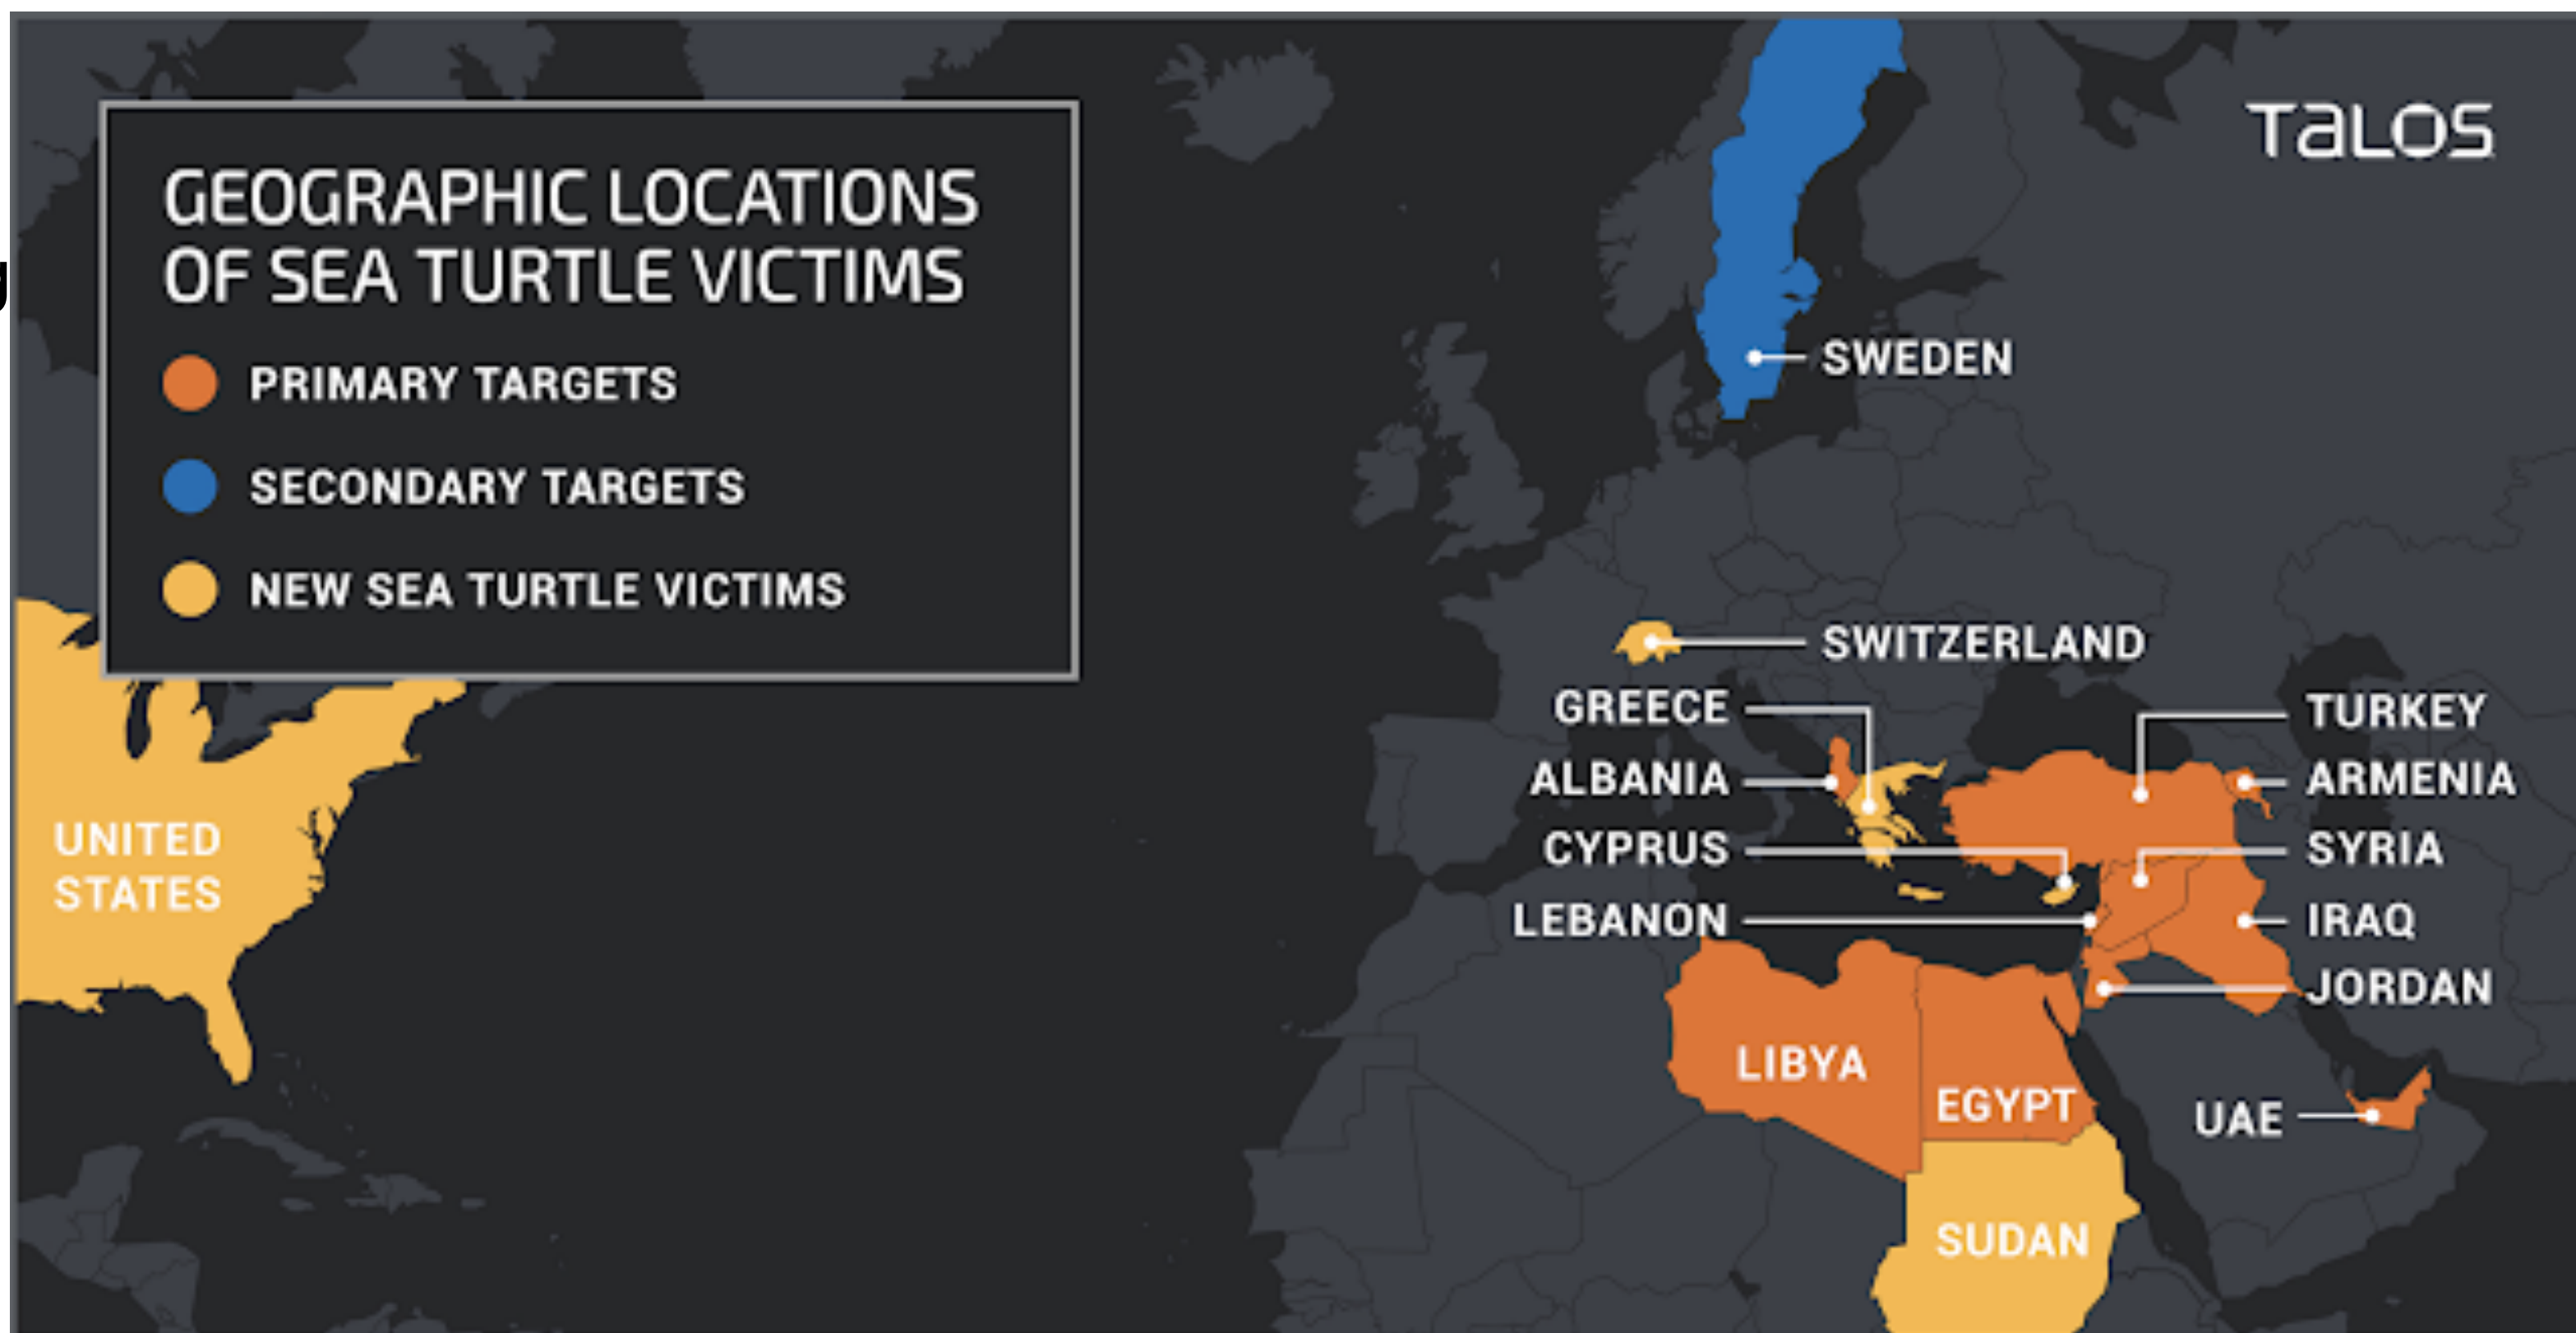 TALOS
GEOGRAPHIC LOCATIONS
OF SEA TURTLE VICTIMS
PRIMARY TARGETS
SECONDARY TARGETS
NEW SEA TURTLE VICTIMS
SWEDEN
SWITZERLAND
GREECE
TURKEY
ALBANIA
ARMENIA
CYPRUS
SYRIA
LEBANON
IRAQ
JORDAN
UNITED
STATES
LIBYA
EGYPT
UAE
SUDAN